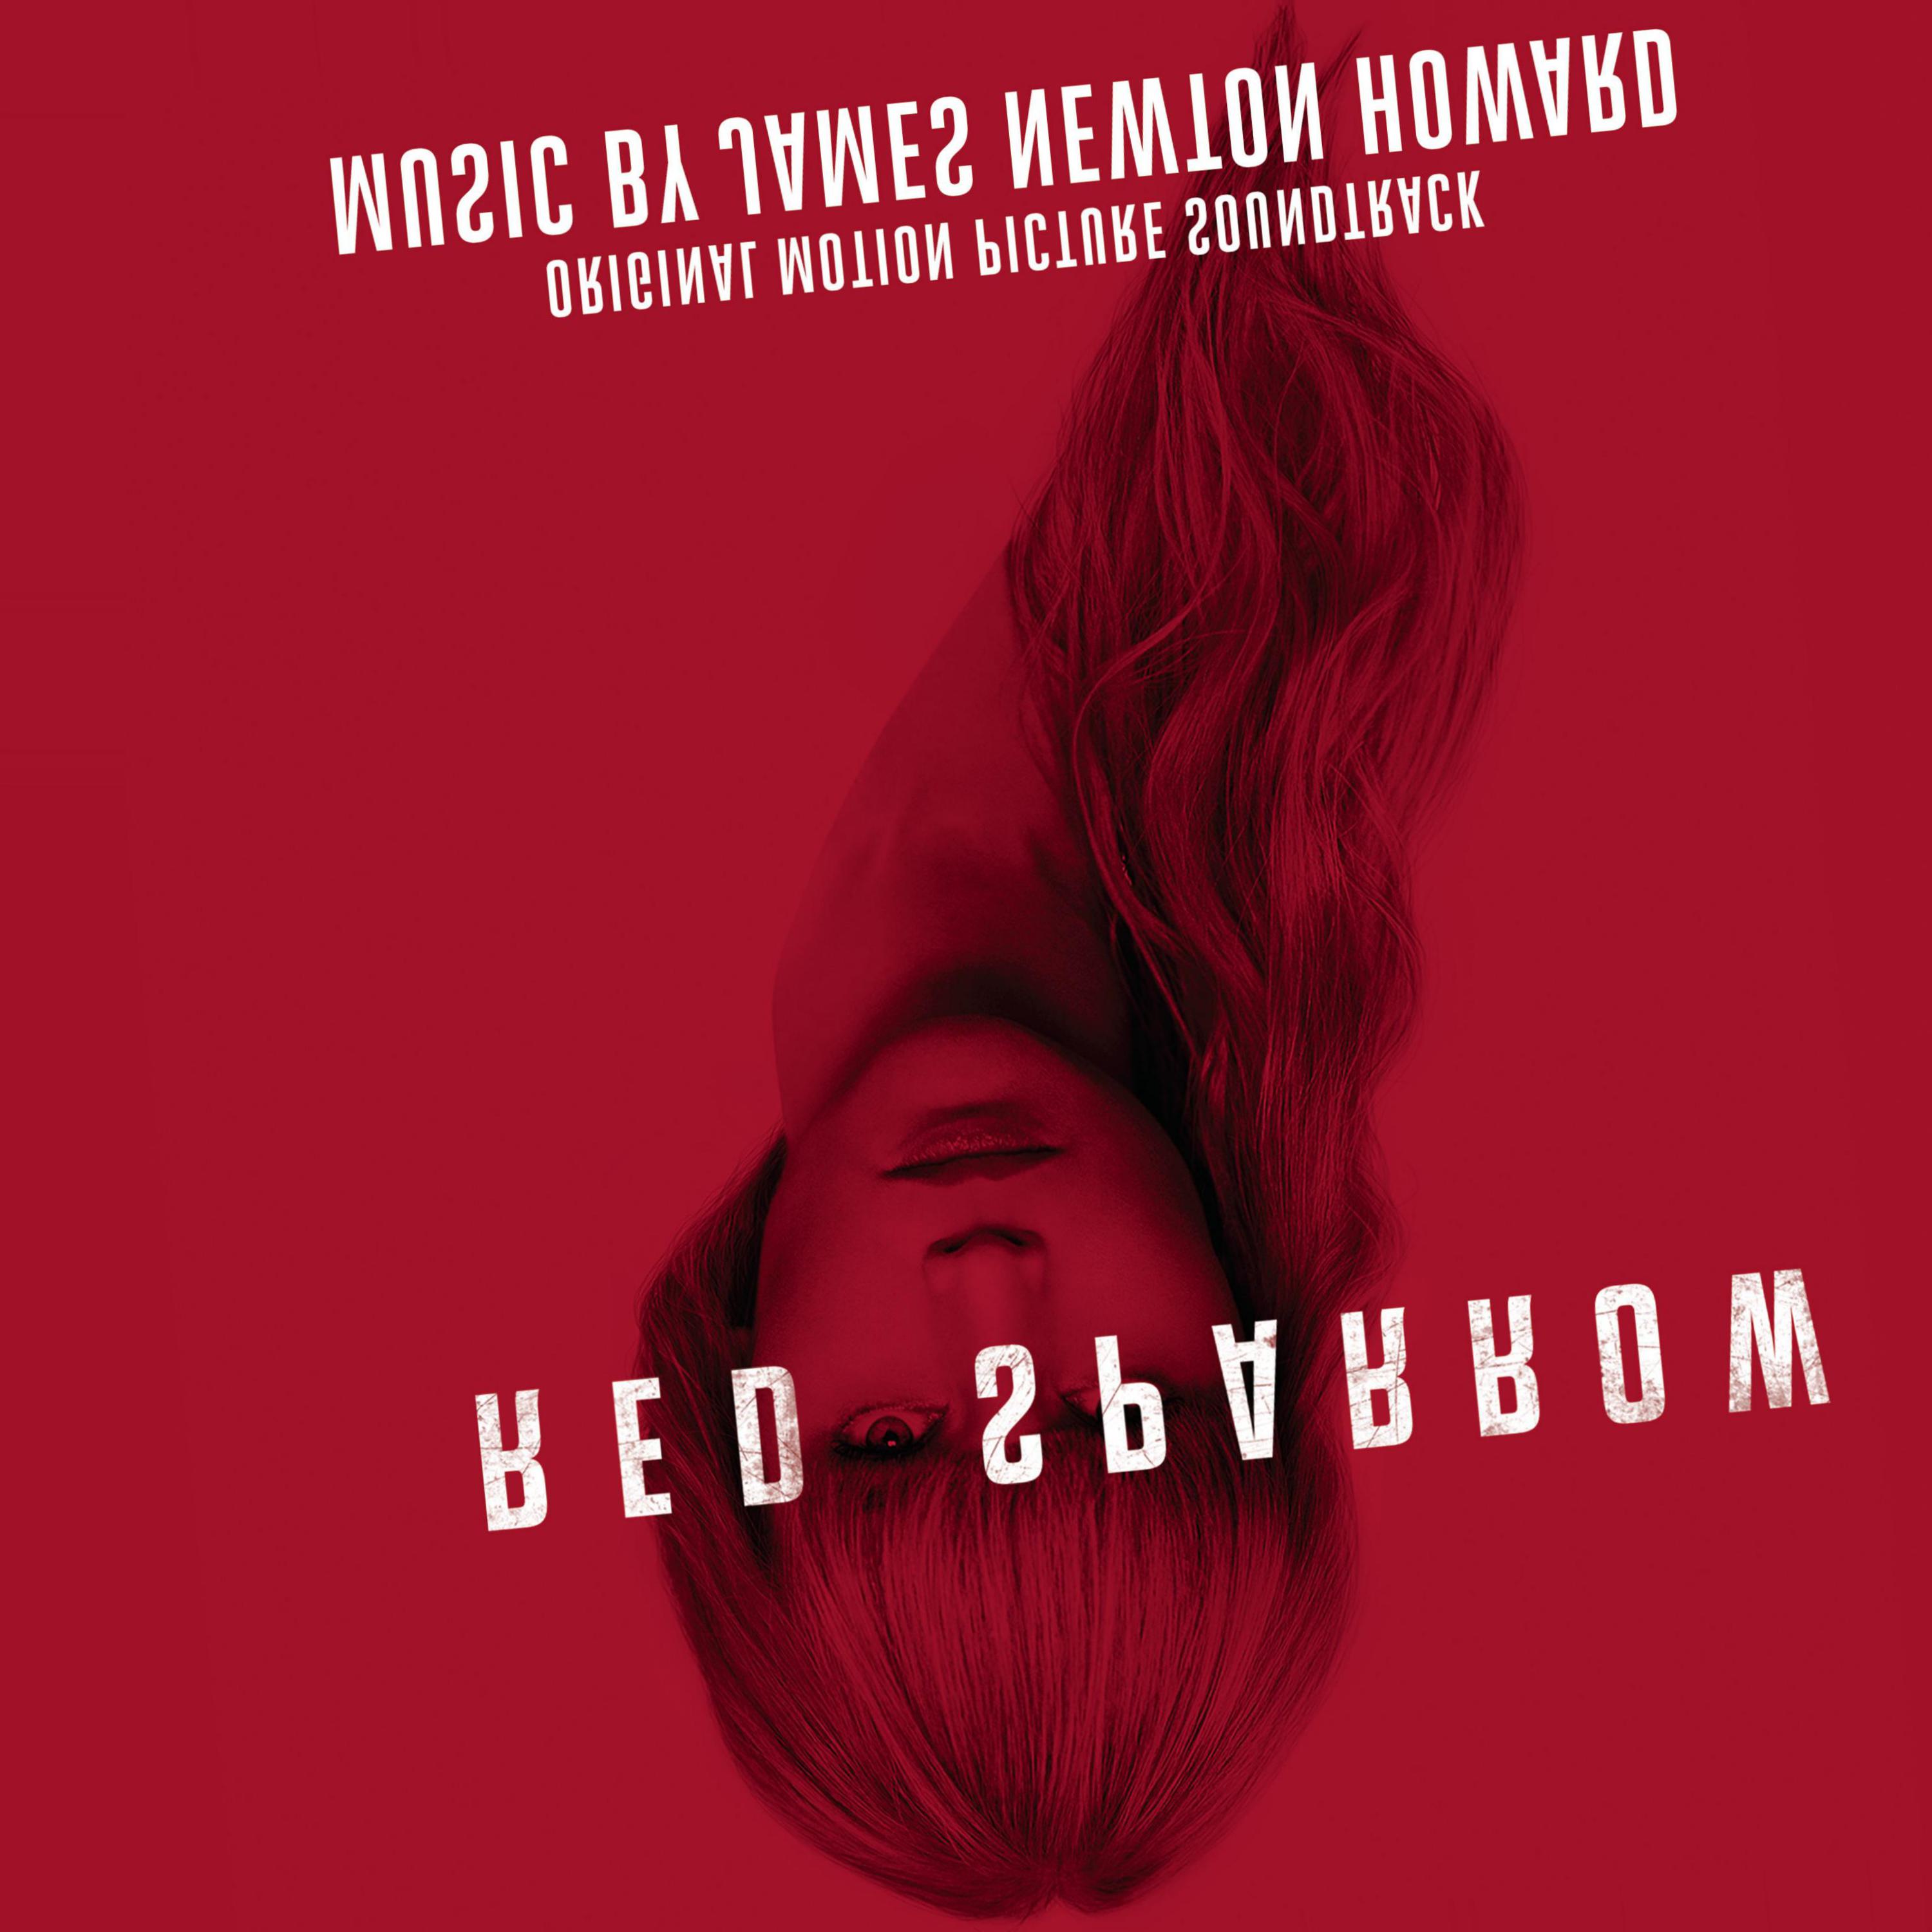 RED SPARROW
ORIGINAL MOTION PICTURE SOUNDTRACK
MUSIC BY JAMES NEWTON HOWARD